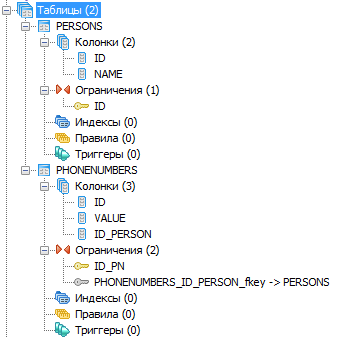 Таблицы (2)
PERSONS
Колонки (2)
ID
NAME
Ограничения (1)
ID
Индексы (0)
Правила (0)
Триггеры (0)
PHONENUMBERS
Колонки (3)
ID
VALUE
ID_PERSON
Ограничения (2)
ID_PN
PHONENUMBERS_ID_PERSON_fkey -> PERSONS
Индексы (0)
Правила (0)
Триггеры (0)